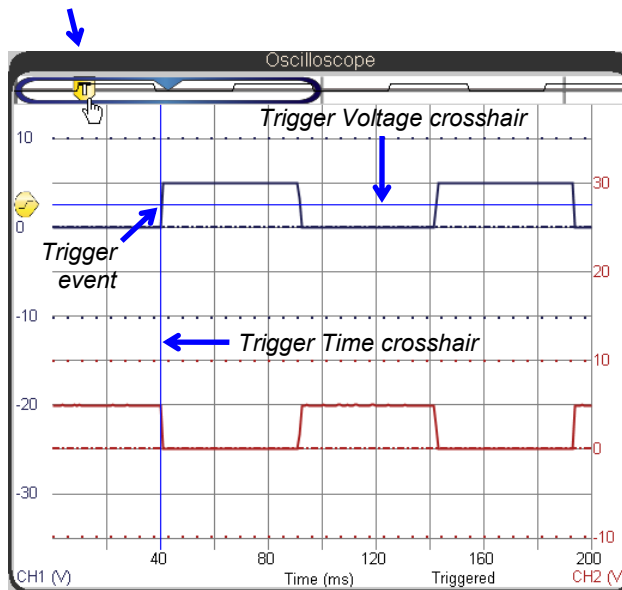 Oscilloscope
T
Trigger Voltage crosshair
10
30
0
Trigger
event
20
-10
Trigger Time crosshair
10
-20
0
-30
-10
40 80 120 160 200
CH1 (V) Time (ms) Triggered CH2 (V